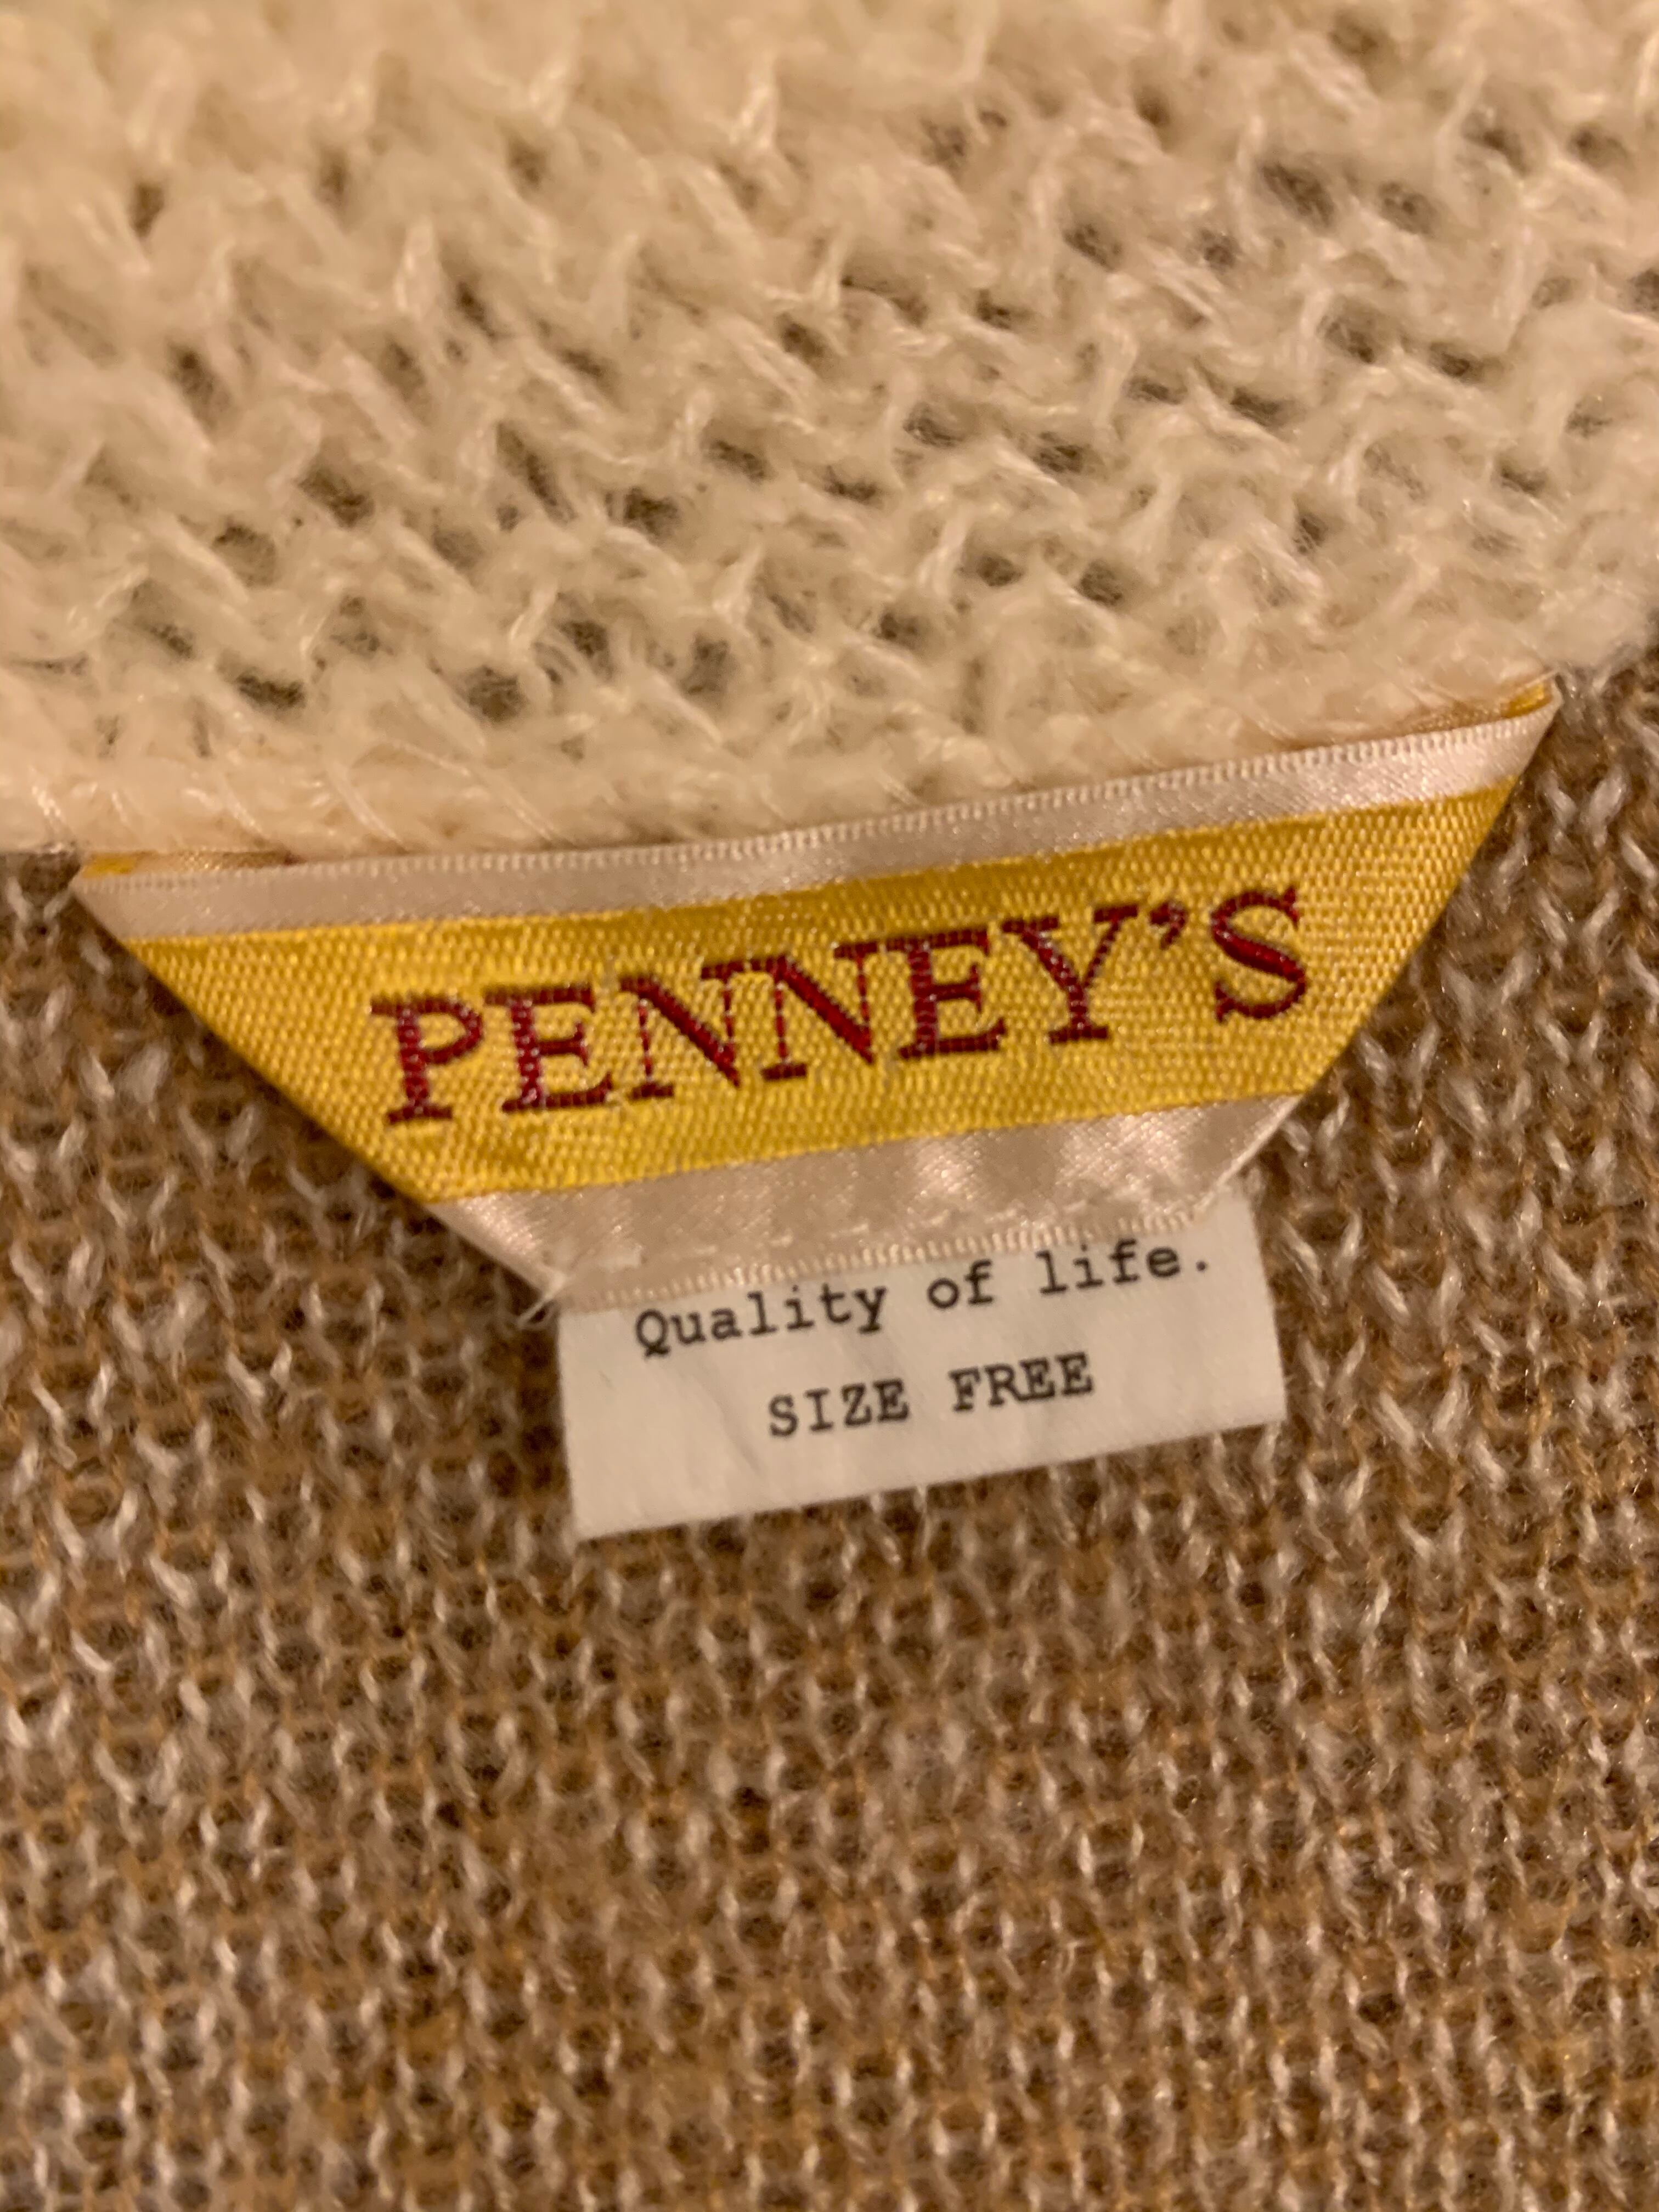 PENNEY'S
Quality of life.
SIZE FREE